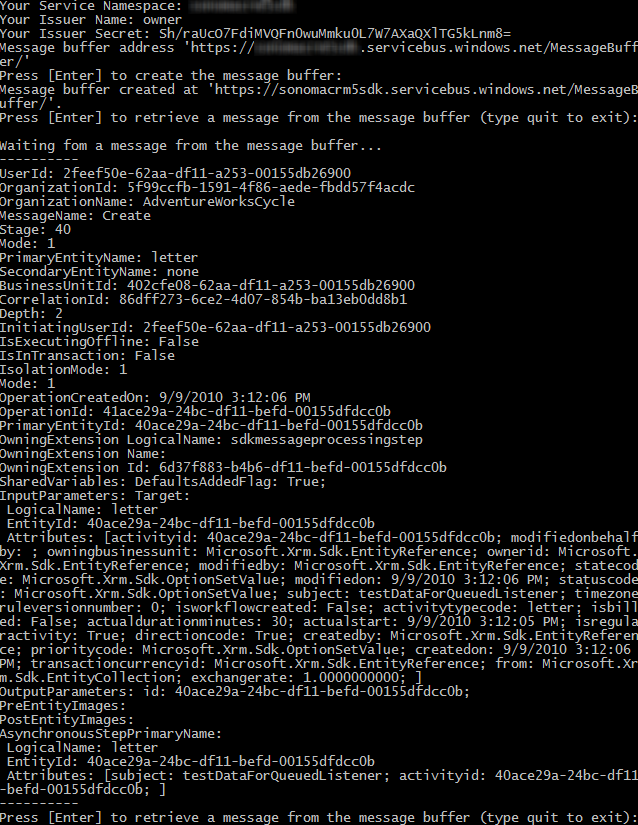 Your Service Namespace:
Your Issuer Name: owner
Your Issuer Secret: Sh/raUcO7FdiMVQFnOwuMmku0L7W7AXaQXlTG5kLnm8=
Message buffer address 'https:// .servicebus.windows.net/MessageBuff
er/'
Press [Enter] to create the message buffer:
Message buffer created at 'https://sonomacrm5sdk.servicebus.windows.net/MessageB
uffer/'.
Press [Enter] to retrieve a message from the message buffer (type quit to exit):
Waiting fom a message from the message buffer...
----------
UserId: 2feef50e-62aa-df11-a253-00155db26900
OrganizationId: 5f99ccfb-1591-4f86-aede-fbdd57f4acdc
OrganizationName: AdventureWorksCycle
MessageName: Create
Stage: 40
Mode: 1
PrimaryEntityName: letter
SecondaryEntityName: none
BusinessUnitId: 402cfe08-62aa-df11-a253-00155db26900
CorrelationId: 86dff273-6ce2-4d07-854b-ba13eb0dd8b1
Depth: 2
InitiatingUserId: 2feef50e-62aa-df11-a253-00155db26900
IsExecutingOffline: False
IsInTransaction: False
IsolationMode: 1
Mode: 1
OperationCreatedOn: 9/9/2010 3:12:06 PM
OperationId: 41ace29a-24bc-df11-befd-00155dfdcc0b
PrimaryEntityId: 40ace29a-24bc-df11-befd-00155dfdcc0b
OwningExtension LogicalName: sdkmessageprocessingstep
OwningExtension Name:
OwningExtension Id: 6d37f883-b4b6-df11-befd-00155dfdcc0b
SharedVariables: DefaultsAddedFlag: True;
InputParameters: Target:
LogicalName: letter
EntityId: 40ace29a-24bc-df11-befd-00155dfdcc0b
Attributes: [activityid: 40ace29a-24bc-df11-befd-00155dfdcc0b; modifiedonbehalf
by: ; owningbusinessunit: Microsoft.Xrm.Sdk.EntityReference; ownerid: Microsoft.
Xrm.Sdk.EntityReference; modifiedby: Microsoft.Xrm.Sdk.EntityReference; statecod
e: Microsoft.Xrm.Sdk.OptionSetValue; modifiedon: 9/9/2010 3:12:06 PM; statuscode
: Microsoft.Xrm.Sdk.OptionSetValue; subject: testDataForQueuedListener; timezone
ruleversionnumber: 0; isworkflowcreated: False; activitytypecode: letter; isbill
ed: False; actualdurationminutes: 30; actualstart: 9/9/2010 3:12:05 PM; isregula
ractivity: True; directioncode: True; createdby: Microsoft.Xrm.Sdk.EntityReferen
ce; prioritycode: Microsoft.Xrm.Sdk.OptionSetValue; createdon: 9/9/2010 3:12:06
PM; transactioncurrencyid: Microsoft.Xrm.Sdk.EntityReference; from: Microsoft.Xr
m.Sdk.EntityCollection; exchangerate: 1.0000000000; ]
OutputParameters: id: 40ace29a-24bc-df11-befd-00155dfdcc0b;
PreEntityImages:
PostEntityImages:
AsynchronousStepPrimaryName:
LogicalName: letter
EntityId: 40ace29a-24bc-df11-befd-00155dfdcc0b
Attributes: [subject: testDataForQueuedListener; activityid: 40ace29a-24bc-df11
-befd-00155dfdcc0b; ]
----------
Press [Enter] to retrieve a message from the message buffer (type quit to exit):